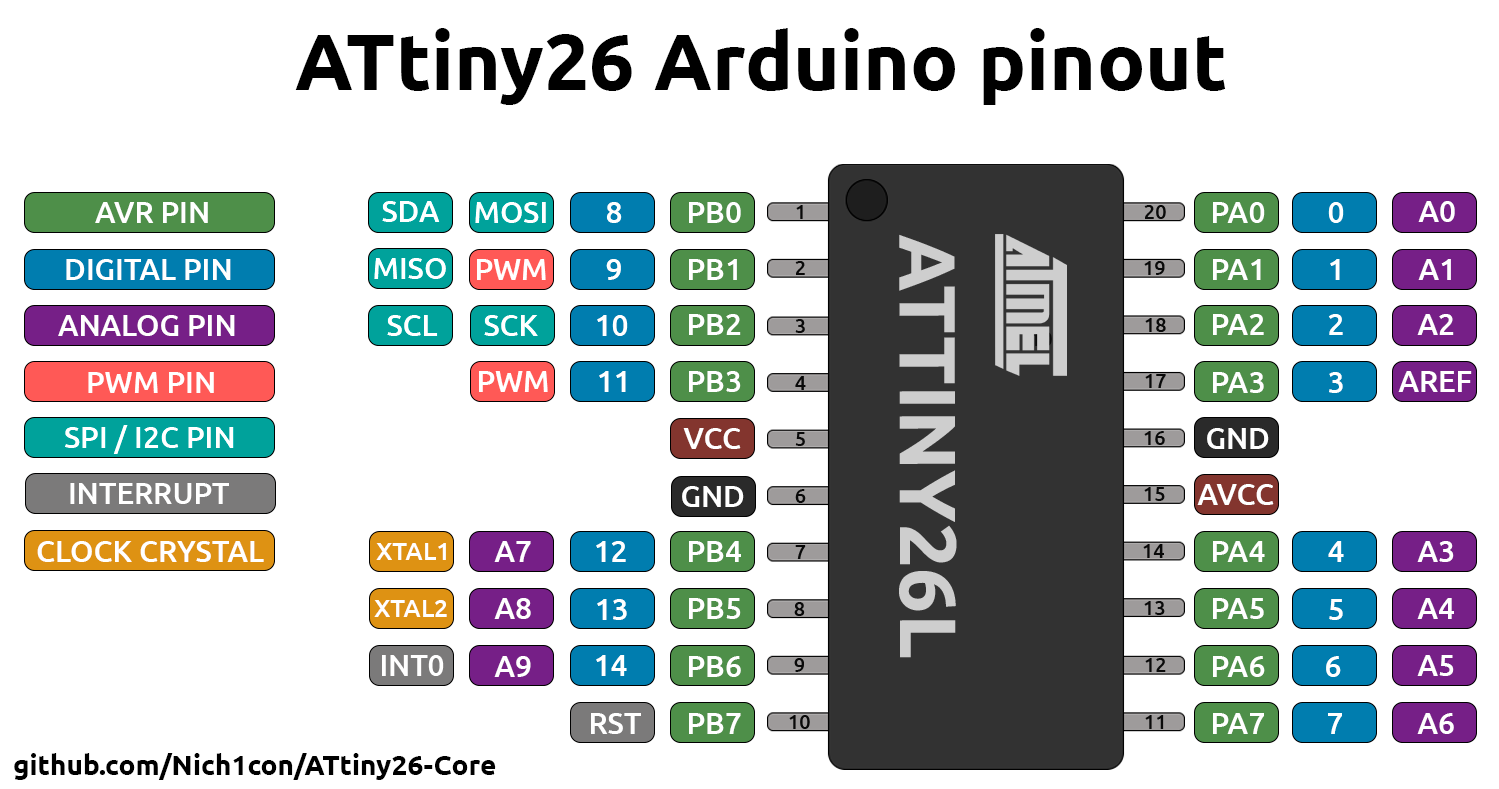 ATtiny26 Arduino pinout
AVR PIN
DIGITAL PIN
ANALOG PIN
PWM PIN
SPI / I2C PIN
INTERRUPT
CLOCK CRYSTAL
SDA MOSI 8 PB0 1
MISO PWM 9 PB1 2
SCL SCK 10 PB2 3
PWM 11 PB3 4
VCC 5
GND 6
XTAL1 A7 12 PB4 7
XTAL2 A8 13 PB5 8
INT0 A9 14 PB6 9
RST PB7 10
ATMEL
ATTINY26L
20 PA0 0 A0
19 PA1 1 A1
18 PA2 2 A2
17 PA3 3 AREF
16 GND
15 AVCC
14 PA4 4 A3
13 PA5 5 A4
12 PA6 6 A5
11 PA7 7 A6
github.com/Nich1con/ATtiny26-Core